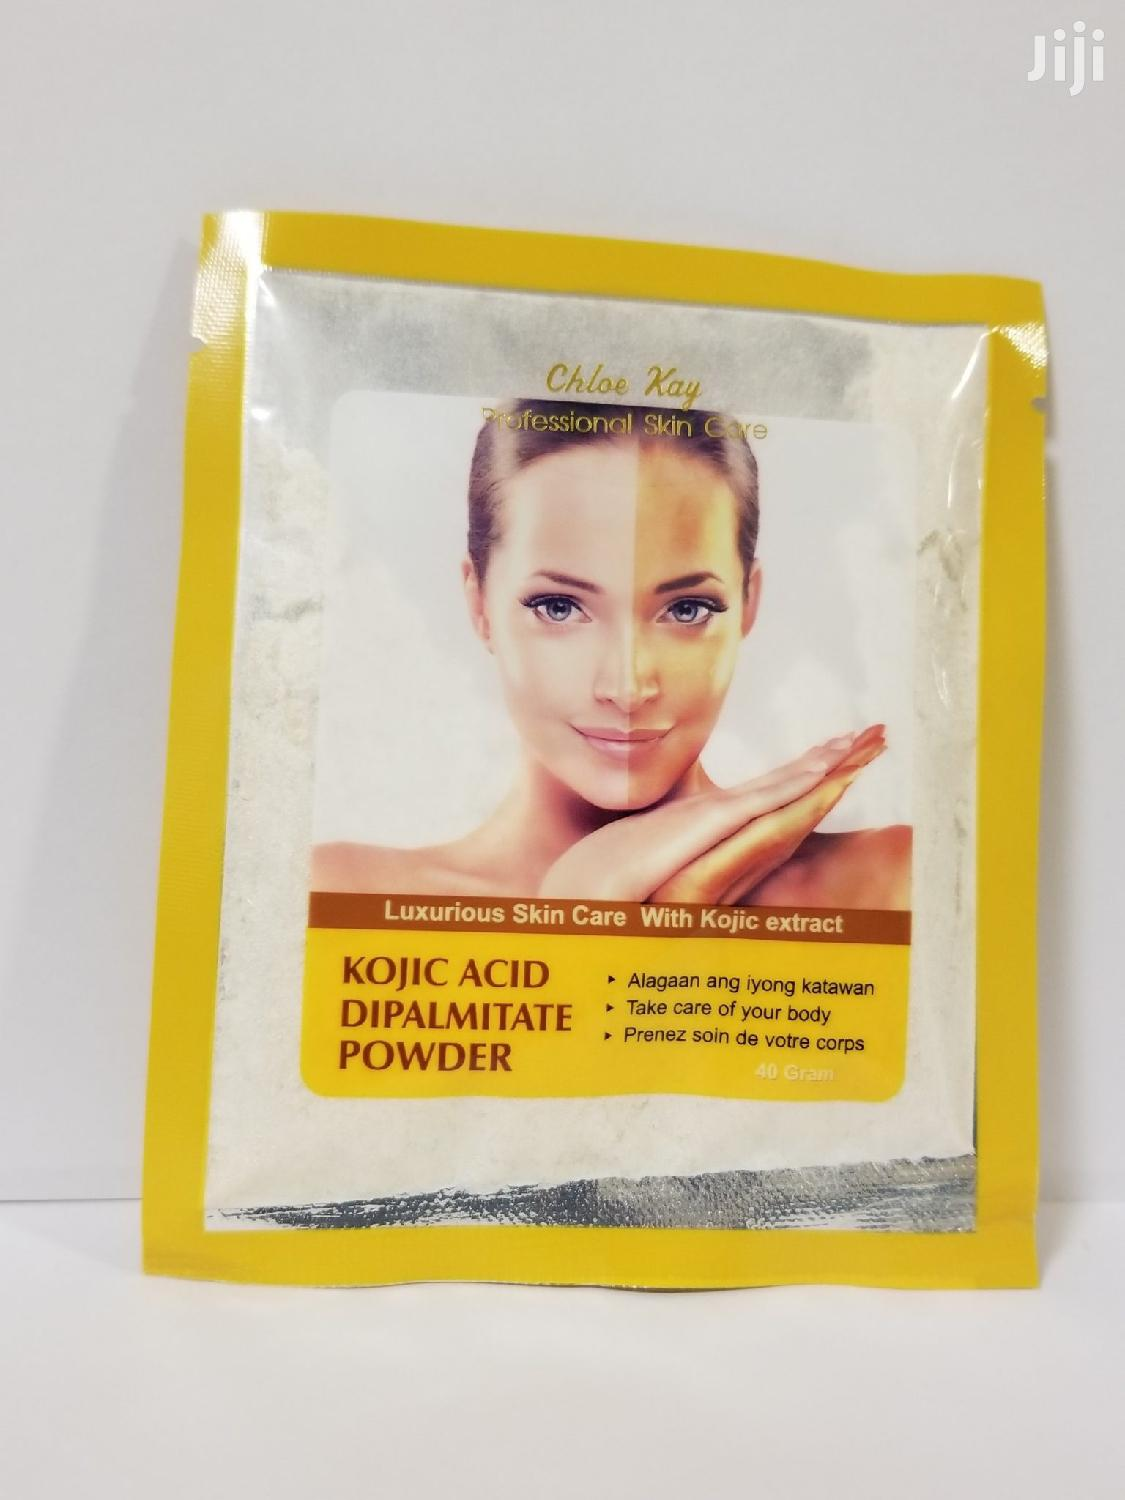 Jiji
Chloe Kay
Professional Skin Care
Luxurious Skin Care With Kojic extract
KOJIC ACID
DIPALMITATE
POWDER
‣ Alagaan ang iyong katawan
‣ Take care of your body
‣ Prenez soin de votre corps
40 Gram